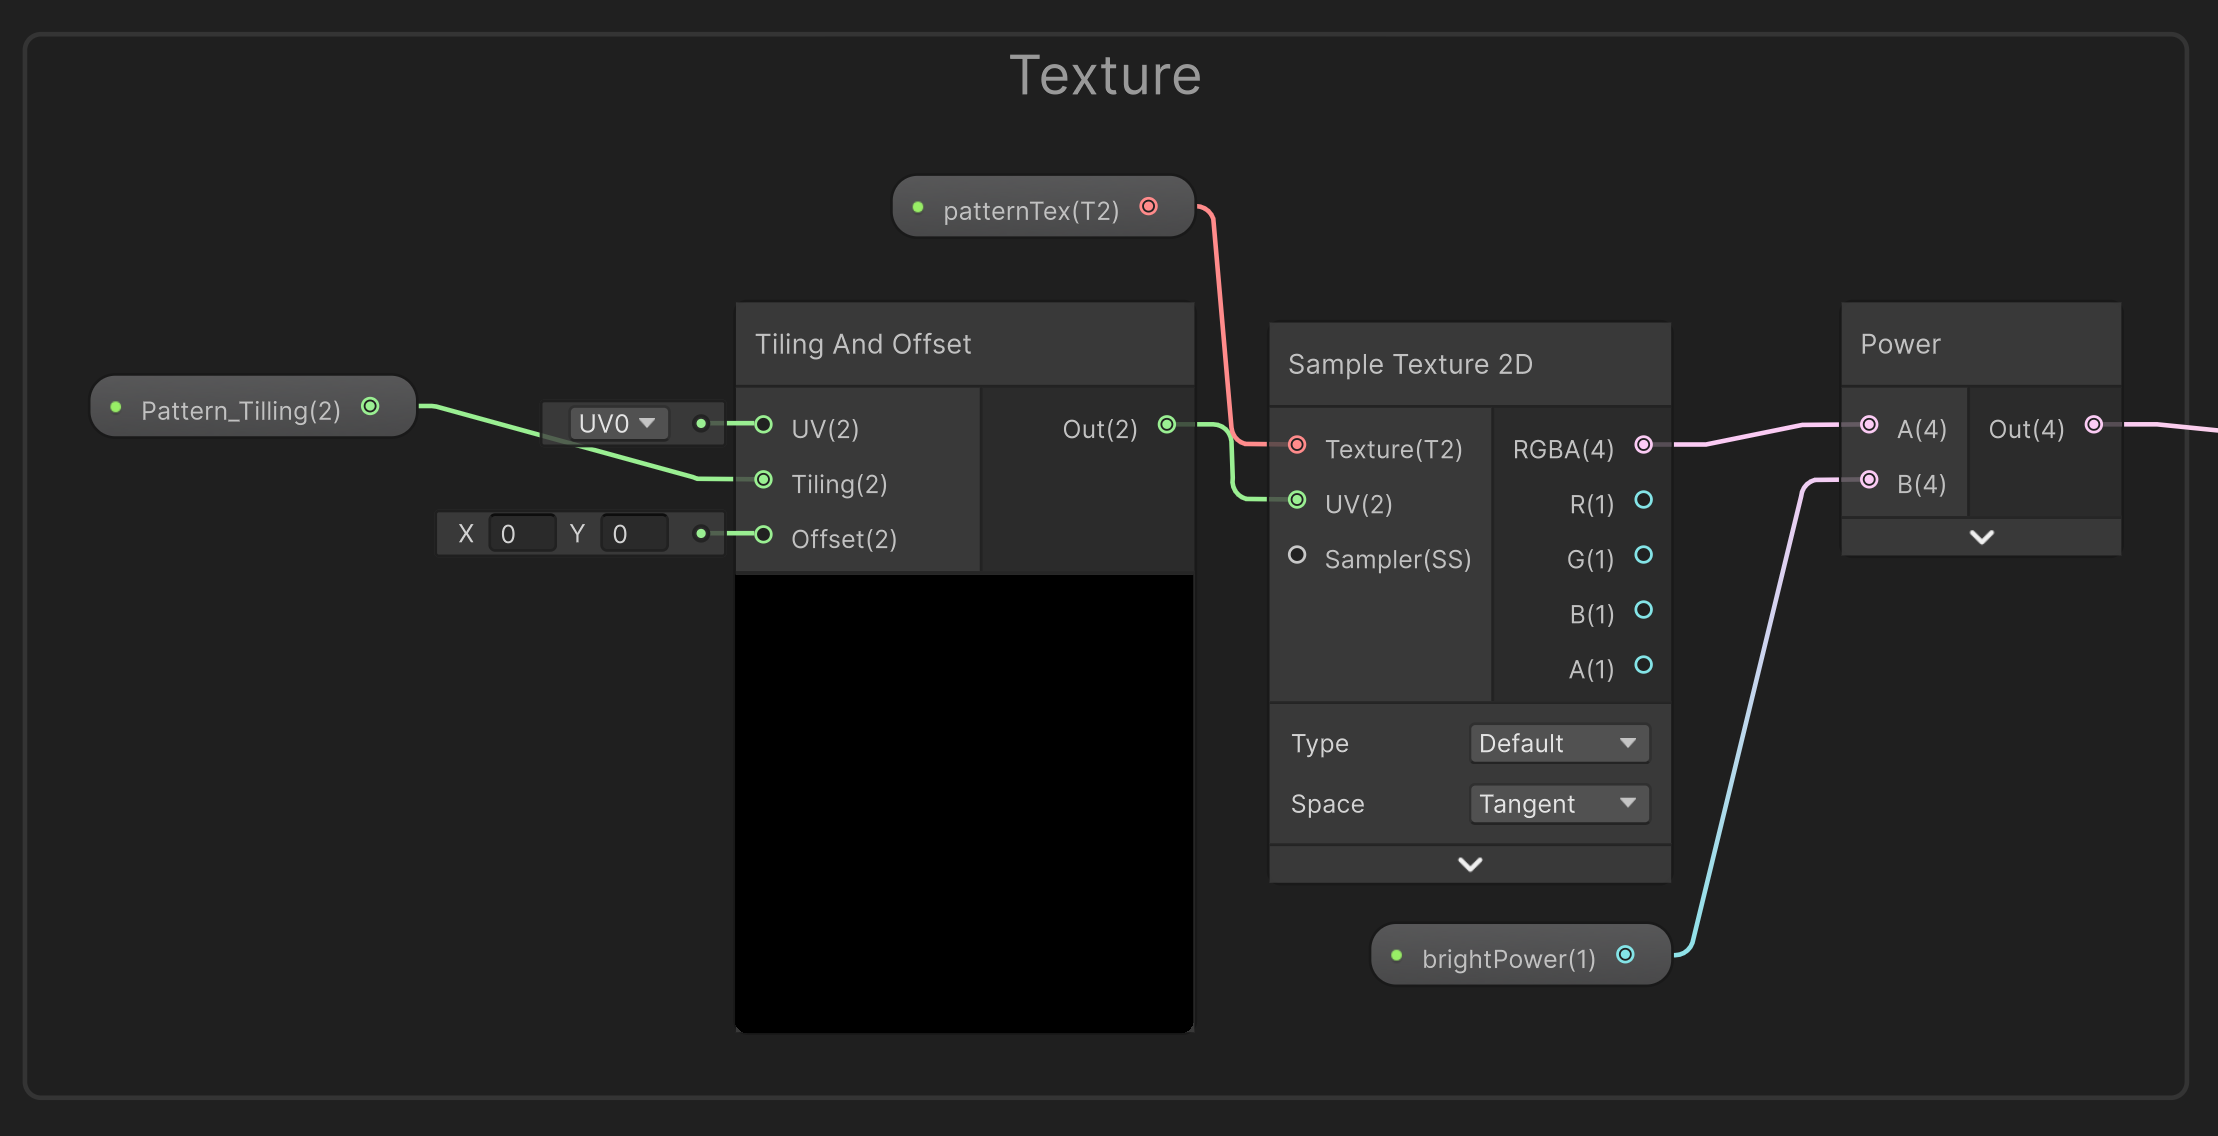 Texture
patternTex(T2)
Pattern_Tilling(2)
Tiling And Offset
UV0
UV(2)
Out(2)
Tiling(2)
X 0 Y 0
Offset(2)
Sample Texture 2D
Texture(T2)
RGBA(4)
UV(2)
R(1)
Sampler(SS)
G(1)
B(1)
A(1)
Type Default
Space Tangent
brightPower(1)
Power
A(4)
Out(4)
B(4)